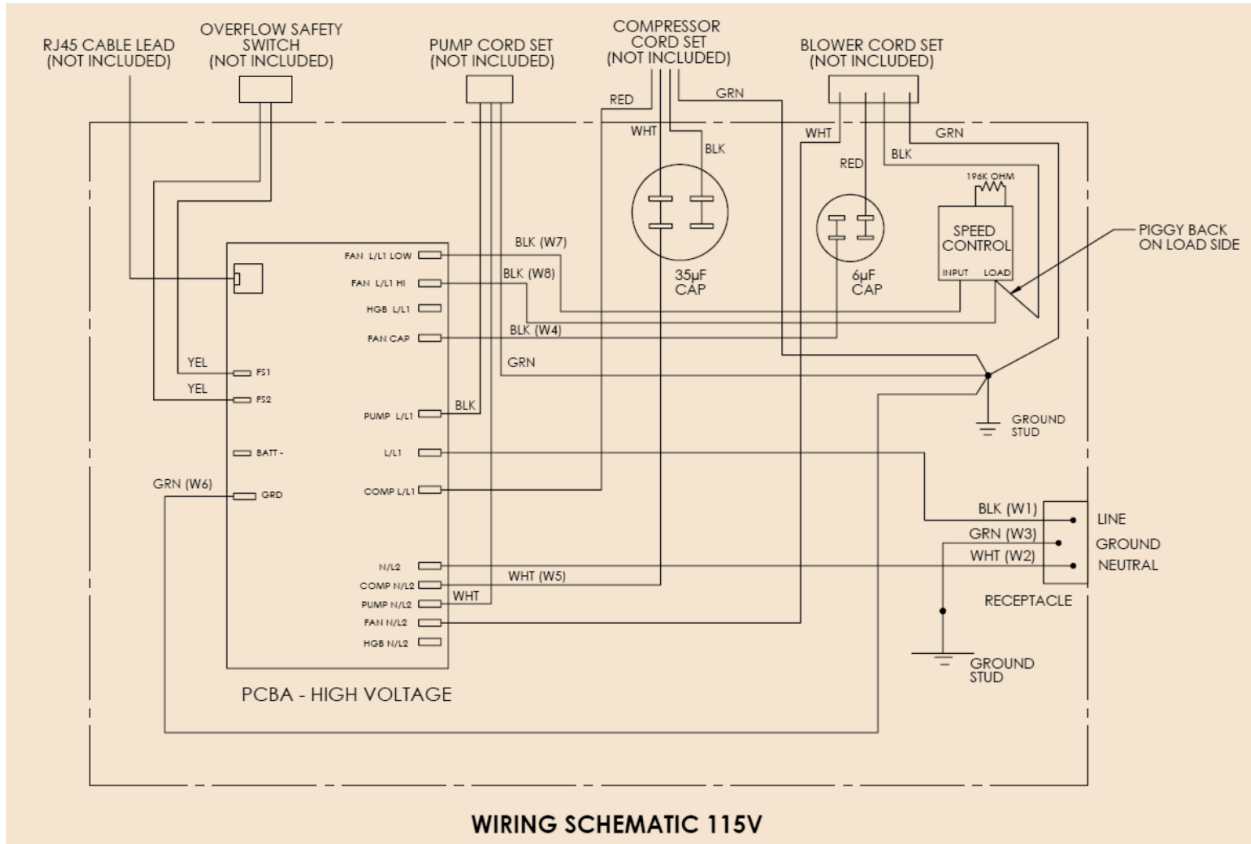 RJ45 CABLE LEAD
(NOT INCLUDED)
OVERFLOW SAFETY
SWITCH
(NOT INCLUDED)
PUMP CORD SET
(NOT INCLUDED)
COMPRESSOR
CORD SET
(NOT INCLUDED)
BLOWER CORD SET
(NOT INCLUDED)
RED
GRN
WHT
BLK
WHT
GRN
RED
BLK
196K OHM
SPEED
CONTROL
INPUT
LOAD
PIGGY BACK
ON LOAD SIDE
35µF
CAP
6µF
CAP
FAN L/L1 LOW
BLK (W7)
FAN L/L1 HI
BLK (W8)
HGB L/L1
FAN CAP
BLK (W4)
GRN
YEL
FS1
YEL
FS2
PUMP L/L1
BLK
GROUND
STUD
BATT -
L/L1
GRN (W6)
GRD
COMP L/L1
BLK (W1)
LINE
GRN (W3)
GROUND
WHT (W2)
NEUTRAL
RECEPTACLE
N/L2
COMP N/L2
WHT (W5)
PUMP N/L2
WHT
FAN N/L2
HGB N/L2
GROUND
STUD
PCBA - HIGH VOLTAGE
WIRING SCHEMATIC 115V